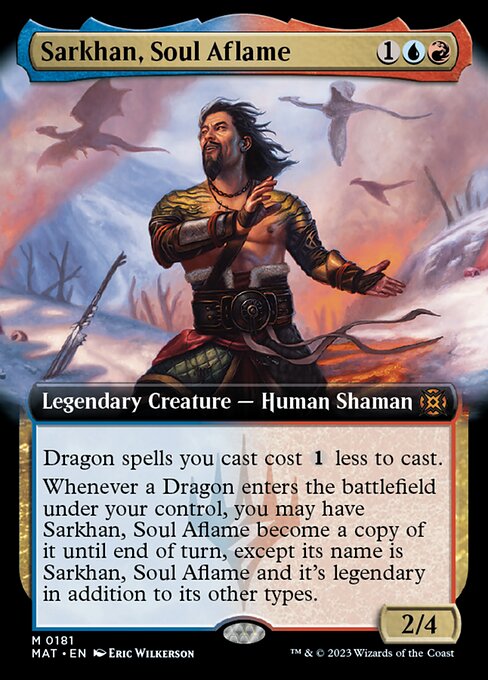 Sarkhan, Soul Aflame 1
Legendary Creature — Human Shaman
Dragon spells you cast cost 1 less to cast.
Whenever a Dragon enters the battlefield
under your control, you may have
Sarkhan, Soul Aflame become a copy of
it until end of turn, except its name is
Sarkhan, Soul Aflame and it's legendary
in addition to its other types.
2/4
M 0181
MAT • EN Eric Wilkerson
™ & © 2023 Wizards of the Coast